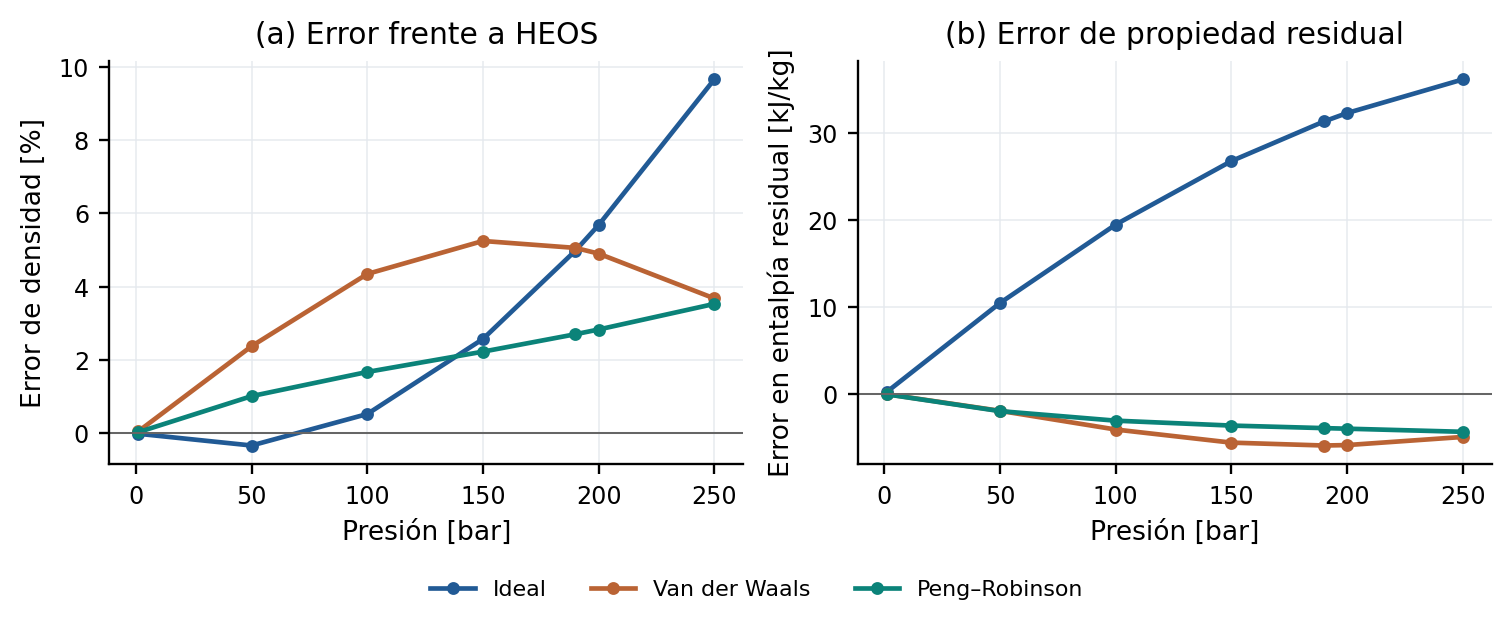 (a) Error frente a HEOS
Error de densidad [%]
10
8
6
4
2
0
0 50 100 150 200 250
Presión [bar]
(b) Error de propiedad residual
Error en entalpía residual [kJ/kg]
30
20
10
0
0 50 100 150 200 250
Presión [bar]
Ideal Van der Waals Peng–Robinson